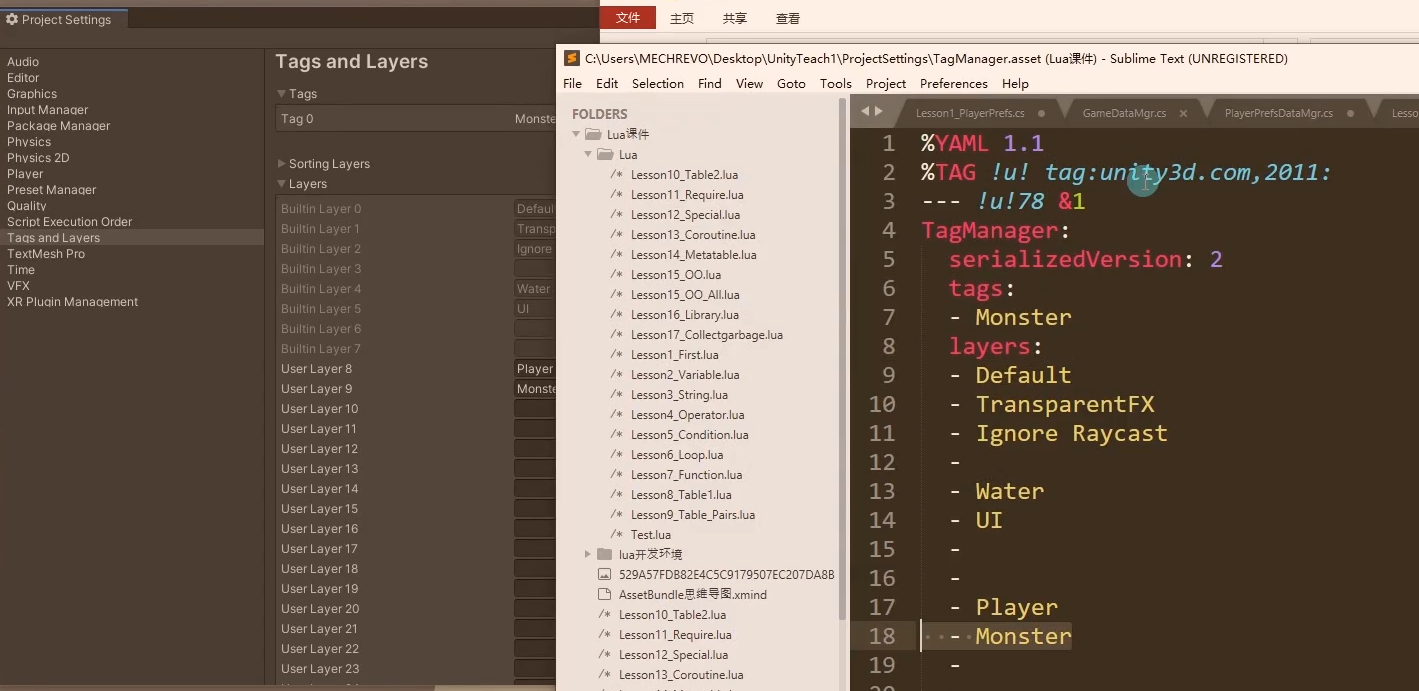 Project Settings
Audio
Editor
Graphics
Input Manager
Package Manager
Physics
Physics 2D
Player
Preset Manager
Quality
Script Execution Order
Tags and Layers
TextMesh Pro
Time
VFX
XR Plugin Management
Tags and Layers
Tags
Tag 0 Monste
Sorting Layers
Layers
Builtin Layer 0 Defaul
Builtin Layer 1 Transp
Builtin Layer 2 Ignore
Builtin Layer 3
Builtin Layer 4 Water
Builtin Layer 5 UI
Builtin Layer 6
Builtin Layer 7
User Layer 8 Player
User Layer 9 Monste
User Layer 10
User Layer 11
User Layer 12
User Layer 13
User Layer 14
User Layer 15
User Layer 16
User Layer 17
User Layer 18
User Layer 19
User Layer 20
User Layer 21
User Layer 22
User Layer 23
文件 主页 共享 查看
C:\Users\MECHREVO\Desktop\UnityTeach1\ProjectSettings\TagManager.asset (Lua课件) - Sublime Text (UNREGISTERED)
File Edit Selection Find View Goto Tools Project Preferences Help
FOLDERS
Lua课件
Lua
/* Lesson10_Table2.lua
/* Lesson11_Require.lua
/* Lesson12_Special.lua
/* Lesson13_Coroutine.lua
/* Lesson14_Metatable.lua
/* Lesson15_OO.lua
/* Lesson15_OO_All.lua
/* Lesson16_Library.lua
/* Lesson17_Collectgarbage.lua
/* Lesson1_First.lua
/* Lesson2_Variable.lua
/* Lesson3_String.lua
/* Lesson4_Operator.lua
/* Lesson5_Condition.lua
/* Lesson6_Loop.lua
/* Lesson7_Function.lua
/* Lesson8_Table1.lua
/* Lesson9_Table_Pairs.lua
/* Test.lua
lua开发环境
529A57FDB82E4C5C9179507EC207DA8B
AssetBundle思维导图.xmind
/* Lesson10_Table2.lua
/* Lesson11_Require.lua
/* Lesson12_Special.lua
/* Lesson13_Coroutine.lua
Lesson1_PlayerPrefs.cs GameDataMgr.cs PlayerPrefsDataMgr.cs Lesso
1 %YAML 1.1
2 %TAG !u! tag:unity3d.com,2011:
3 --- !u!78 &1
4 TagManager:
5 serializedVersion: 2
6 tags:
7 - Monster
8 layers:
9 - Default
10 - TransparentFX
11 - Ignore Raycast
12 -
13 - Water
14 - UI
15 -
16 -
17 - Player
18 - Monster
19 -